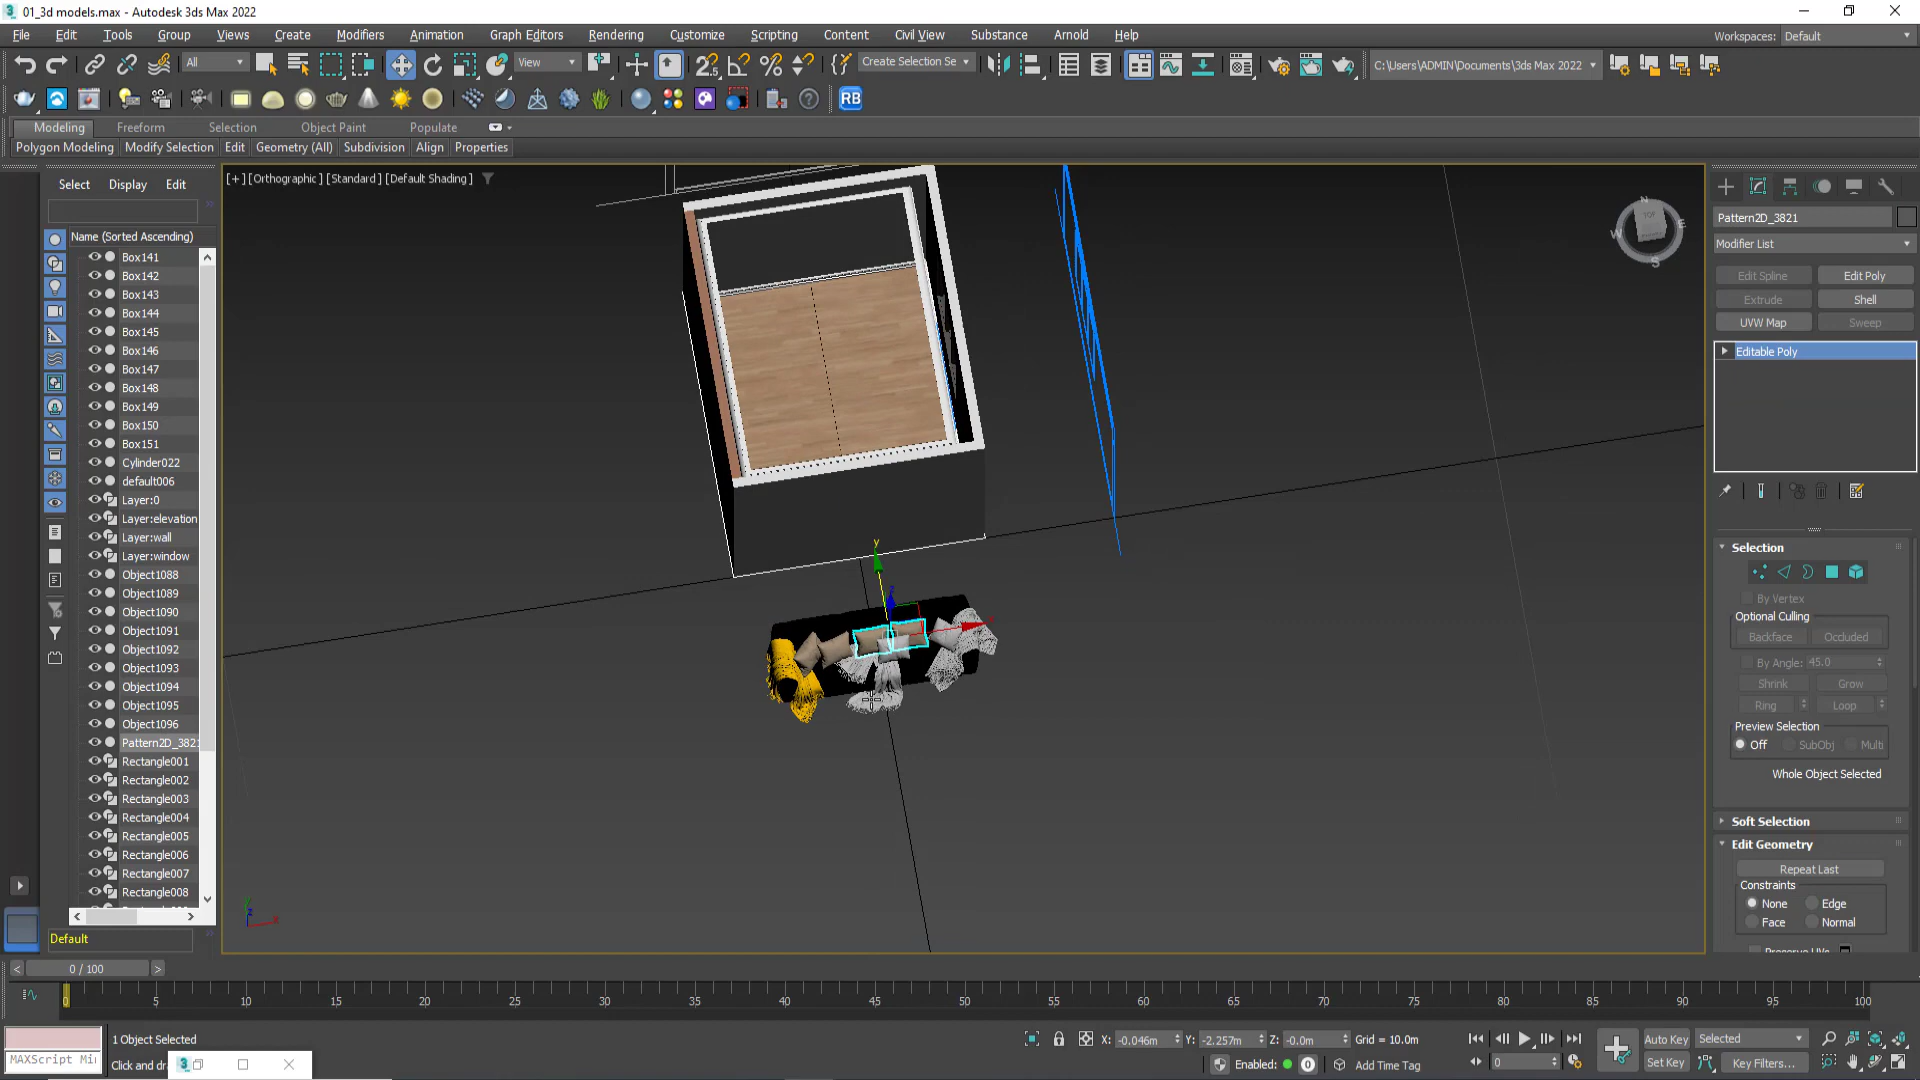 01_3d models.max - Autodesk 3ds Max 2022
File Edit Tools Group Views Create Modifiers Animation Graph Editors Rendering Customize Scripting Content Civil View Substance Arnold Help
Workspaces: Default
All View Create Selection Se C:\Users\ADMIN\Documents\3ds Max 2022
RB
Modeling Freeform Selection Object Paint Populate
Polygon Modeling Modify Selection Edit Geometry (All) Subdivision Align Properties
Select Display Edit
[+] [Orthographic] [Standard] [Default Shading]
Name (Sorted Ascending)
Box141
Box142
Box143
Box144
Box145
Box146
Box147
Box148
Box149
Box150
Box151
Cylinder022
default006
Layer:0
Layer:elevation
Layer:wall
Layer:window
Object1088
Object1089
Object1090
Object1091
Object1092
Object1093
Object1094
Object1095
Object1096
Pattern2D_3821
Rectangle001
Rectangle002
Rectangle003
Rectangle004
Rectangle005
Rectangle006
Rectangle007
Rectangle008
Default
N
W TOP E
S
y
Pattern2D_3821
Modifier List
Edit Spline Edit Poly
Extrude Shell
UVW Map Sweep
Editable Poly
Selection
By Vertex
Optional Culling
Backface Occluded
By Angle: 45.0
Shrink Grow
Ring Loop
Preview Selection
Off SubObj Multi
Whole Object Selected
Soft Selection
Edit Geometry
Repeat Last
Constraints
None Edge
Face Normal
Preserve UVs
0 / 100
0 5 10 15 20 25 30 35 40 45 50 55 60 65 70 75 80 85 90 95 100
1 Object Selected
MAXScript Mi
Click and dr
X: -0.046m Y: -2.257m Z: -0.0m Grid = 10.0m
Enabled: 0 Add Time Tag
0
Auto Key Selected
Set Key Key Filters...